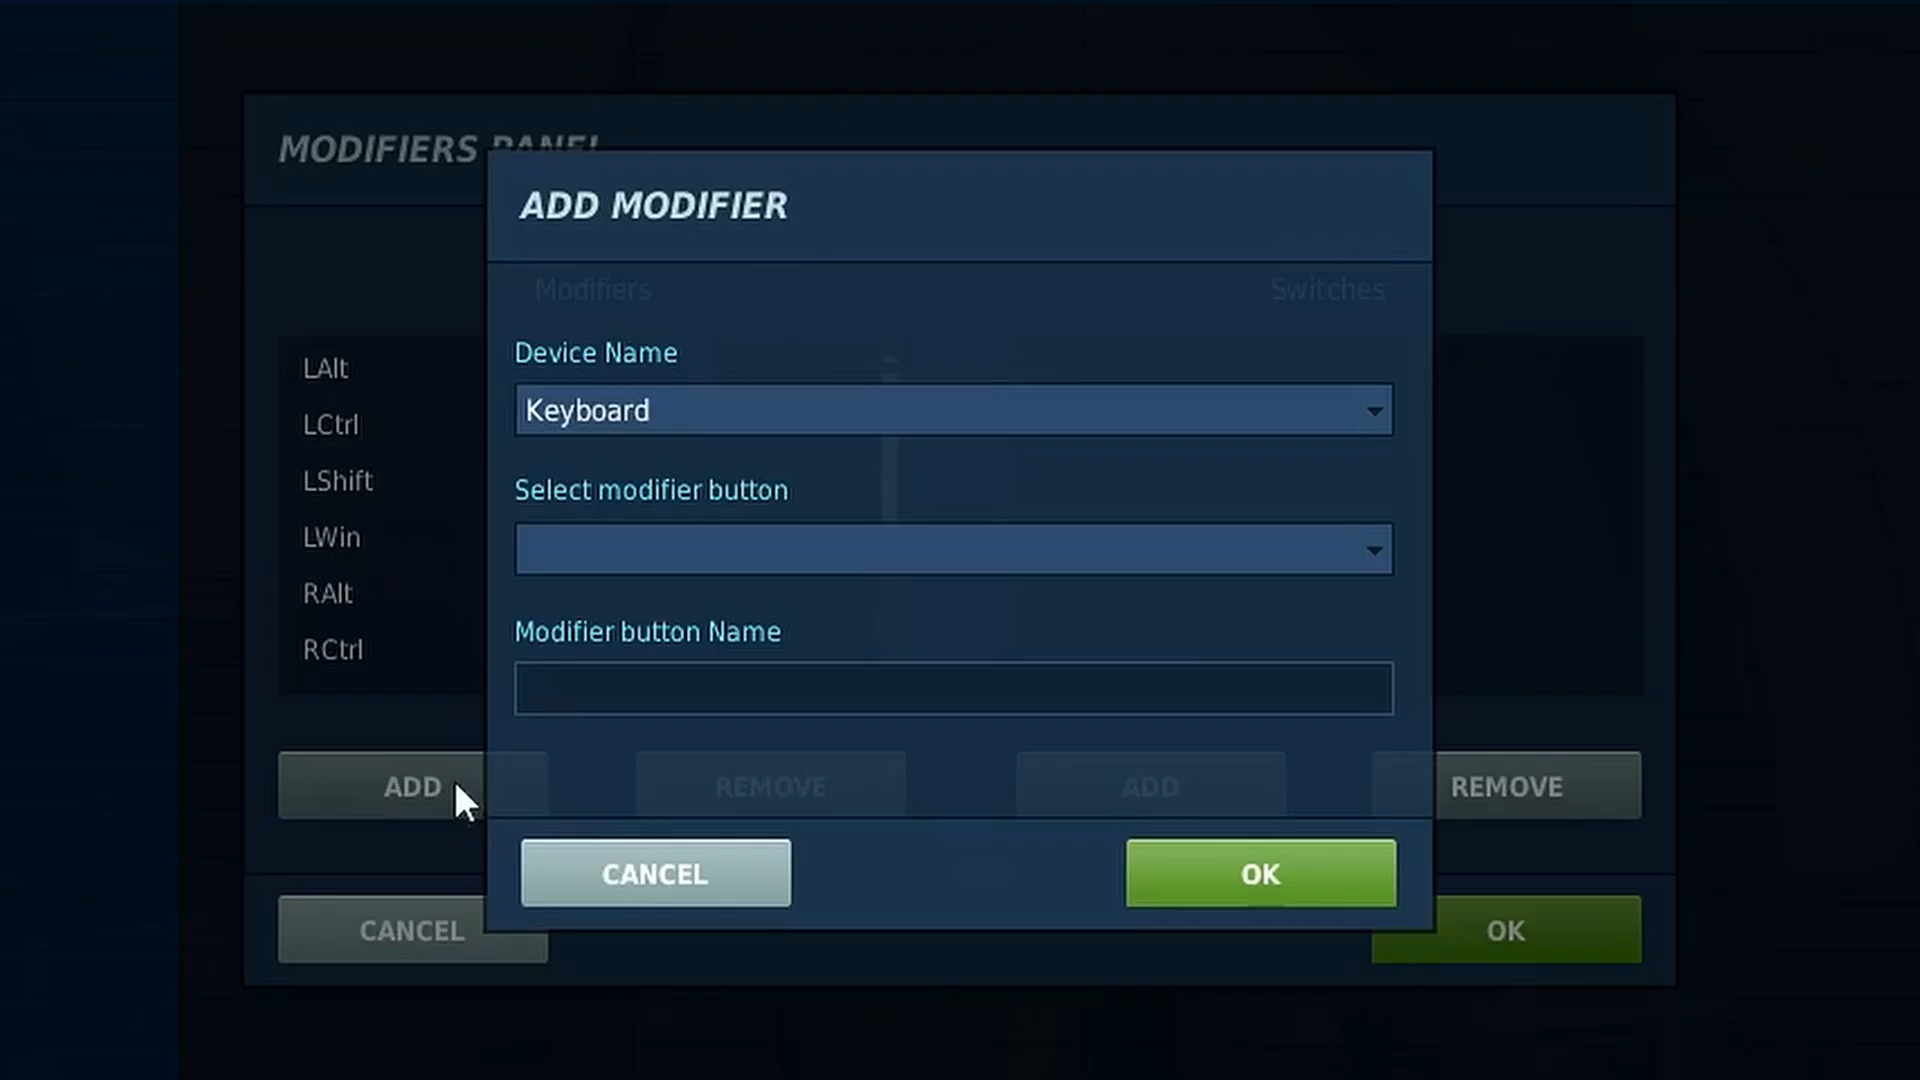 MODIFIERS PANEL
ADD MODIFIER
Modifiers
Switches
Device Name
Keyboard
Select modifier button
Modifier button Name
LAlt
LCtrl
LShift
LWin
RAlt
RCtrl
ADD
REMOVE
ADD
REMOVE
CANCEL
OK
CANCEL
OK